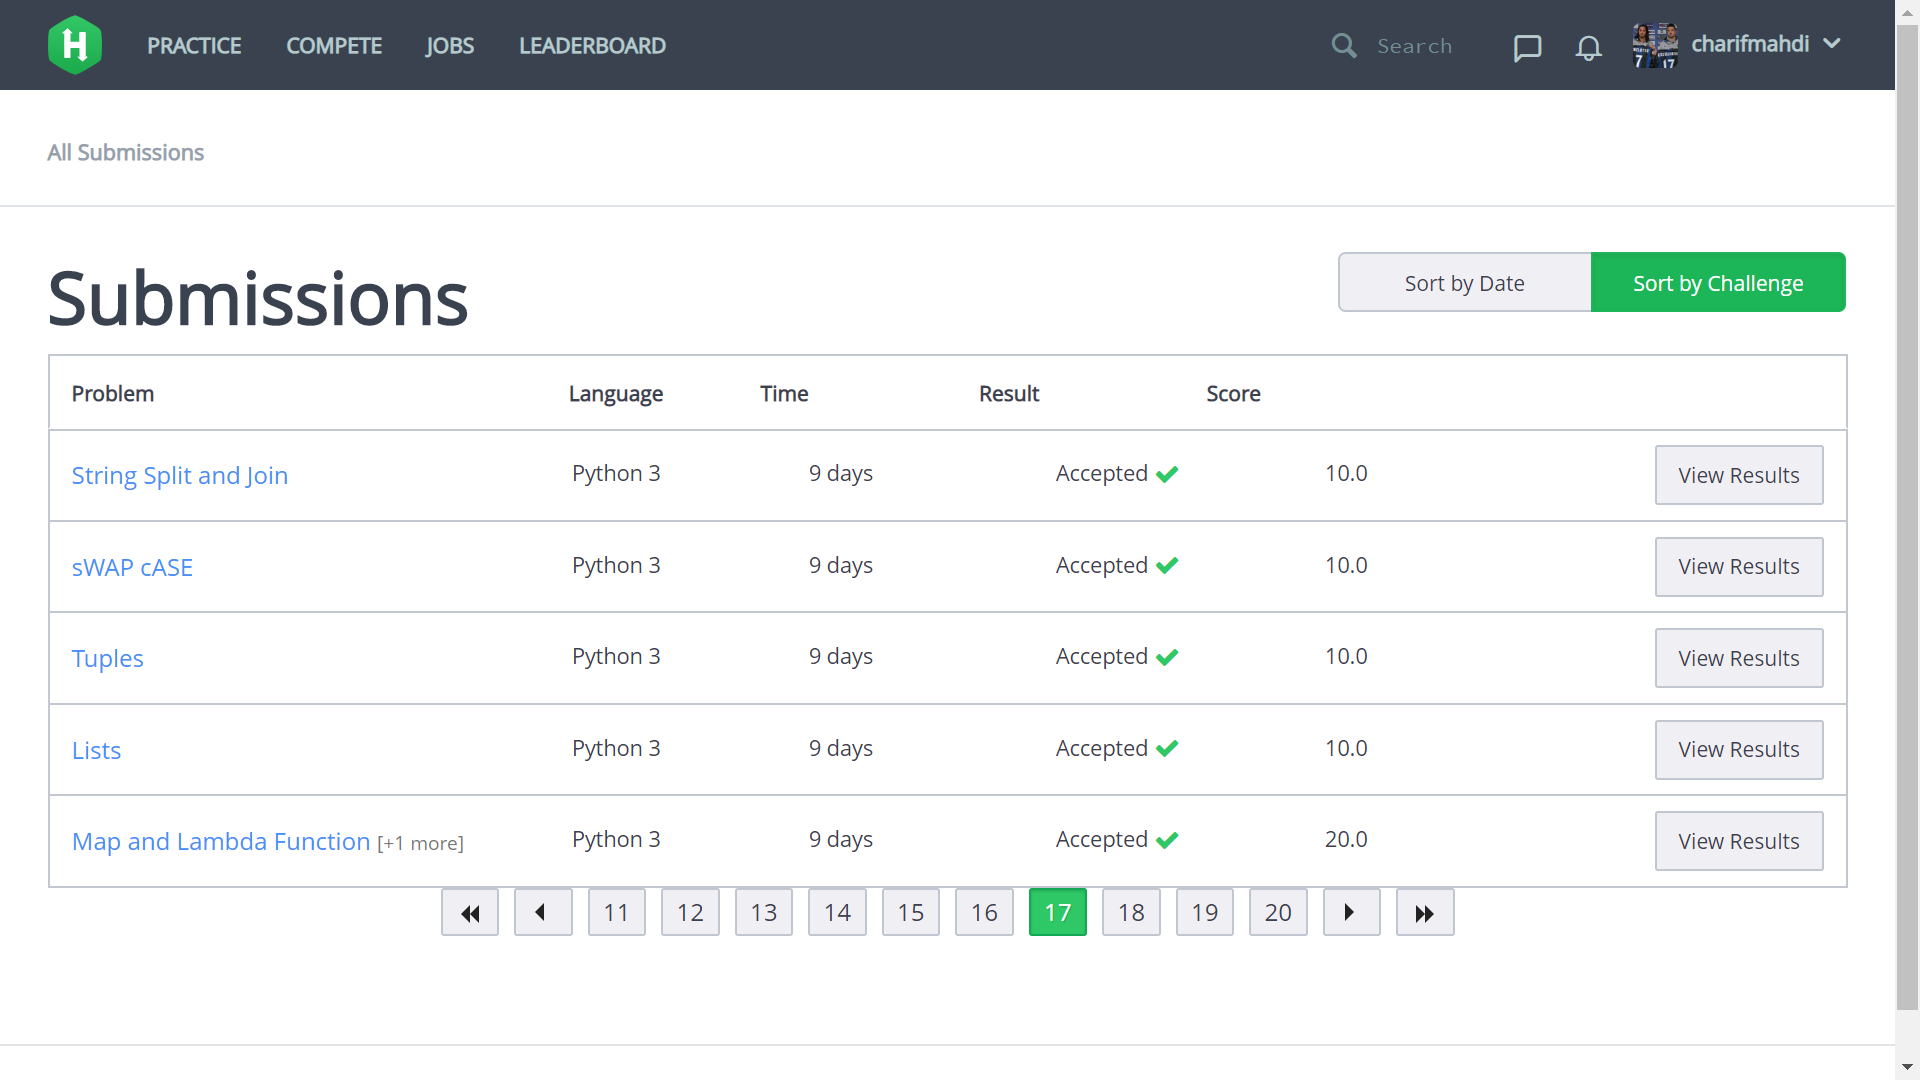 H PRACTICE COMPETE JOBS LEADERBOARD Search charifmahdi
All Submissions
Submissions
Sort by Date Sort by Challenge
Problem Language Time Result Score
String Split and Join Python 3 9 days Accepted 10.0 View Results
sWAP cASE Python 3 9 days Accepted 10.0 View Results
Tuples Python 3 9 days Accepted 10.0 View Results
Lists Python 3 9 days Accepted 10.0 View Results
Map and Lambda Function [+1 more] Python 3 9 days Accepted 20.0 View Results
11 12 13 14 15 16 17 18 19 20